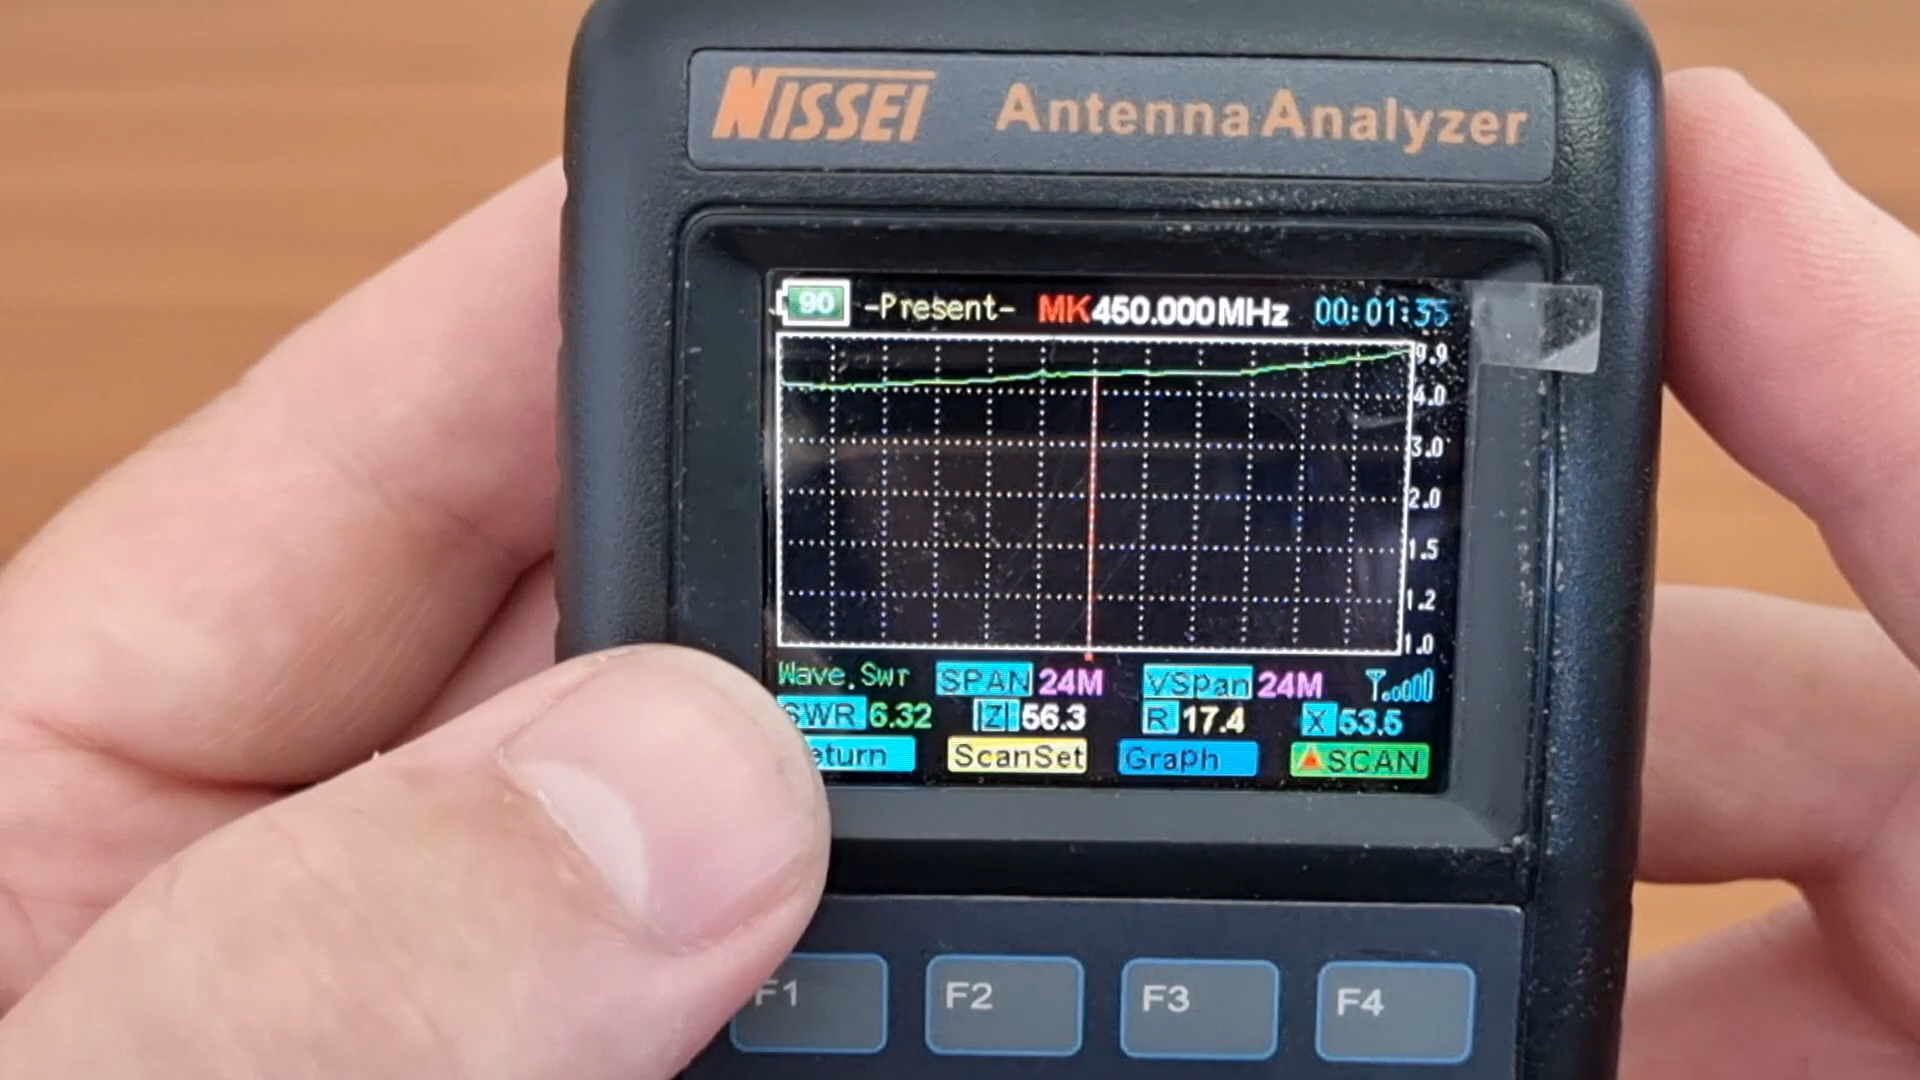 NISSEI Antenna Analyzer
90 -Present- MK450.000MHz 00:01:35
9.9
4.0
3.0
2.0
1.5
1.2
1.0
Wave.Swr SPAN 24M VSpan 24M
SWR 6.32 |Z| 56.3 R 17.4 X 53.5
eturn ScanSet Graph SCAN
F1 F2 F3 F4